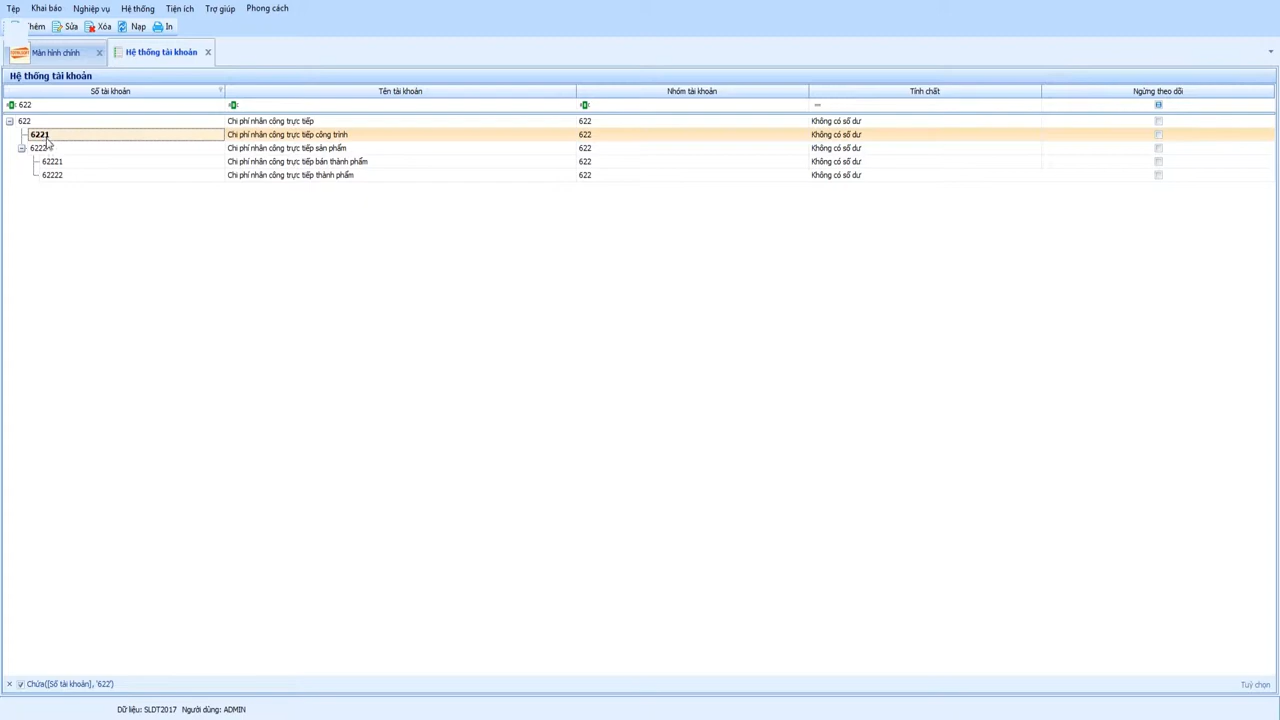 Tệp Khai báo Nghiệp vụ Hệ thống Tiện ích Trợ giúp Phong cách
Sửa Xóa Nạp In
Màn hình chính Hệ thống tài khoản
Hệ thống tài khoản
Số tài khoản Tên tài khoản Nhóm tài khoản Tính chất Ngừng theo dõi
622
622 Chi phí nhân công trực tiếp 622 Không có số dư
6221 Chi phí nhân công trực tiếp công trình 622 Không có số dư
6222 Chi phí nhân công trực tiếp sản phẩm 622 Không có số dư
62221 Chi phí nhân công trực tiếp bán thành phẩm 622 Không có số dư
62222 Chi phí nhân công trực tiếp thành phẩm 622 Không có số dư
Chứa([Số tài khoản], '622') Tuỳ chọn
Dữ liệu: SLDT2017 Người dùng: ADMIN